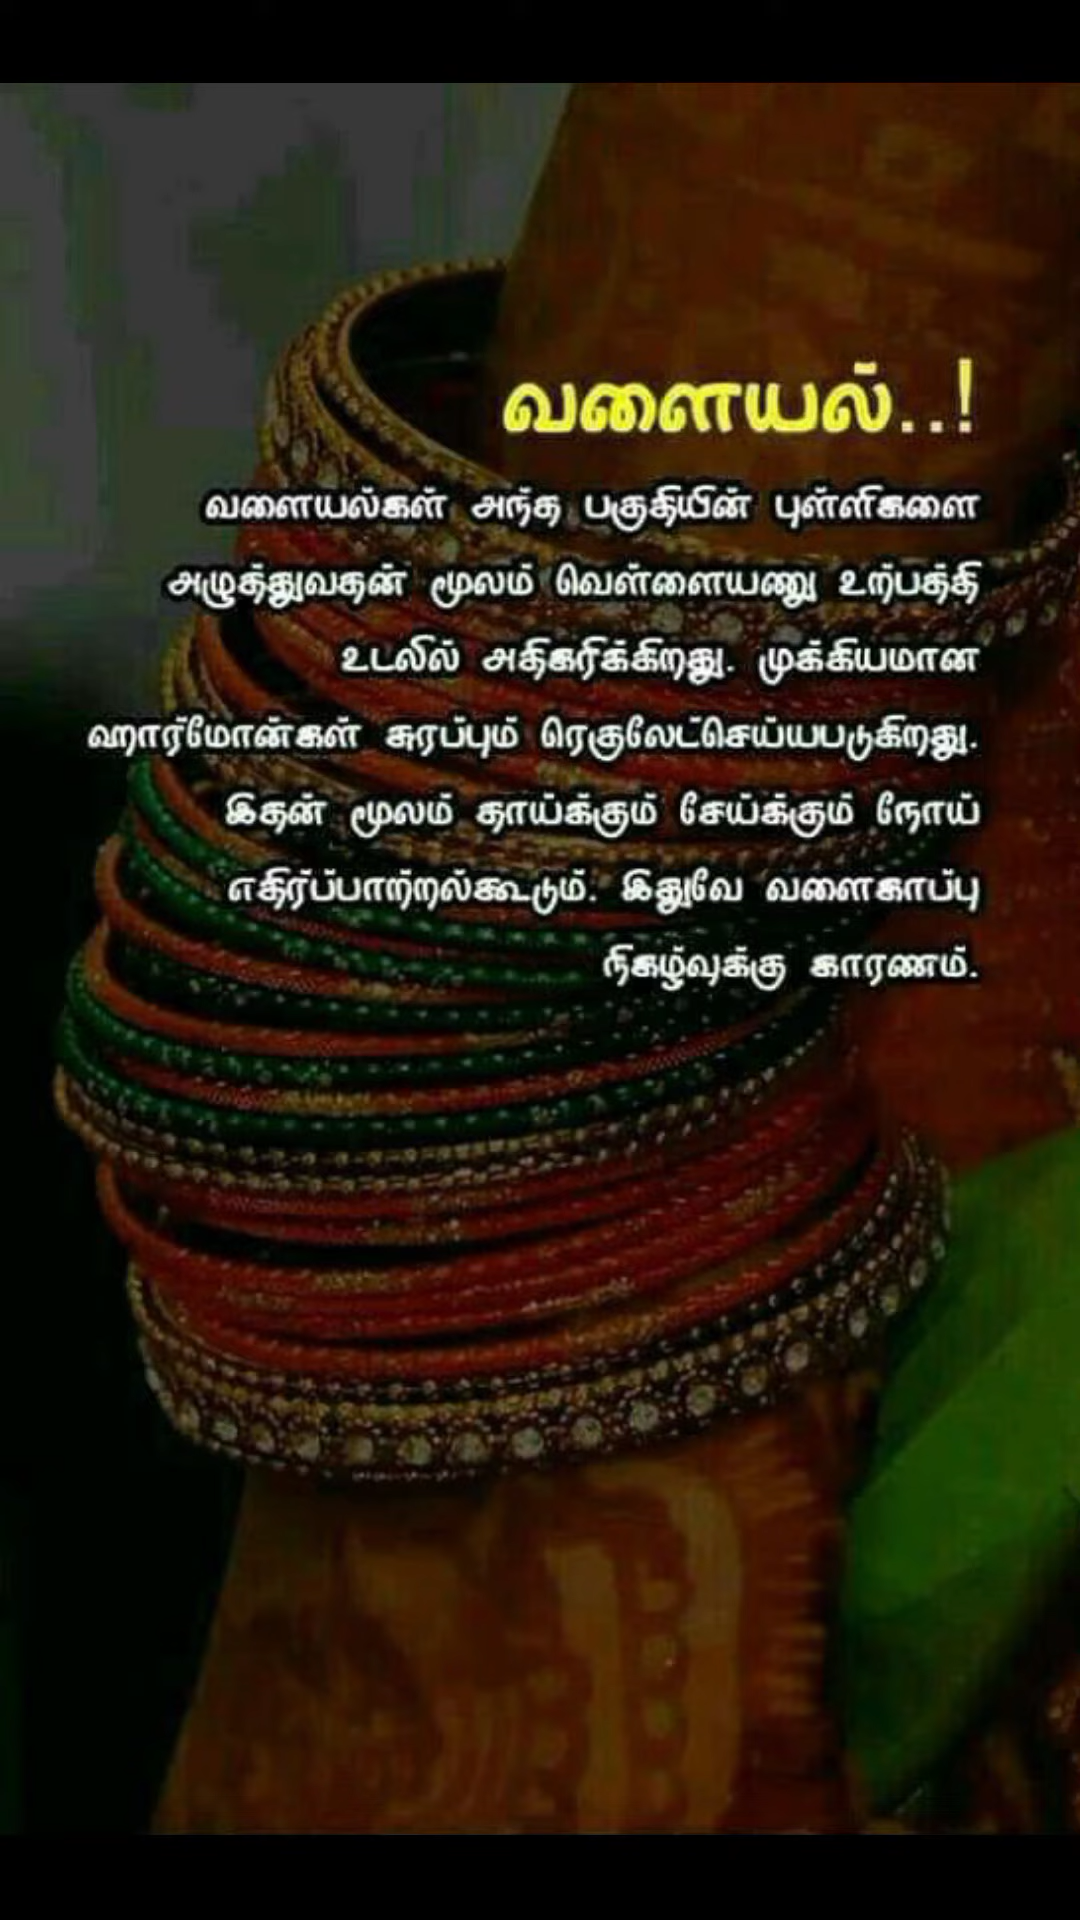 வளையல்..!
வளையல்கள் அந்த பகுதியின் புள்ளிகளை
அழுத்துவதன் மூலம் வெள்ளையணு உற்பத்தி
உடலில் அதிகரிக்கிறது. முக்கியமான
ஹார்மோன்கள் சுரப்பும் ரெகுலேட்செய்யபடுகிறது.
இதன் மூலம் தாய்க்கும் சேய்க்கும் நோய்
எதிர்ப்பாற்றல்கூடும். இதுவே வளைகாப்பு
நிகழ்வுக்கு காரணம்.